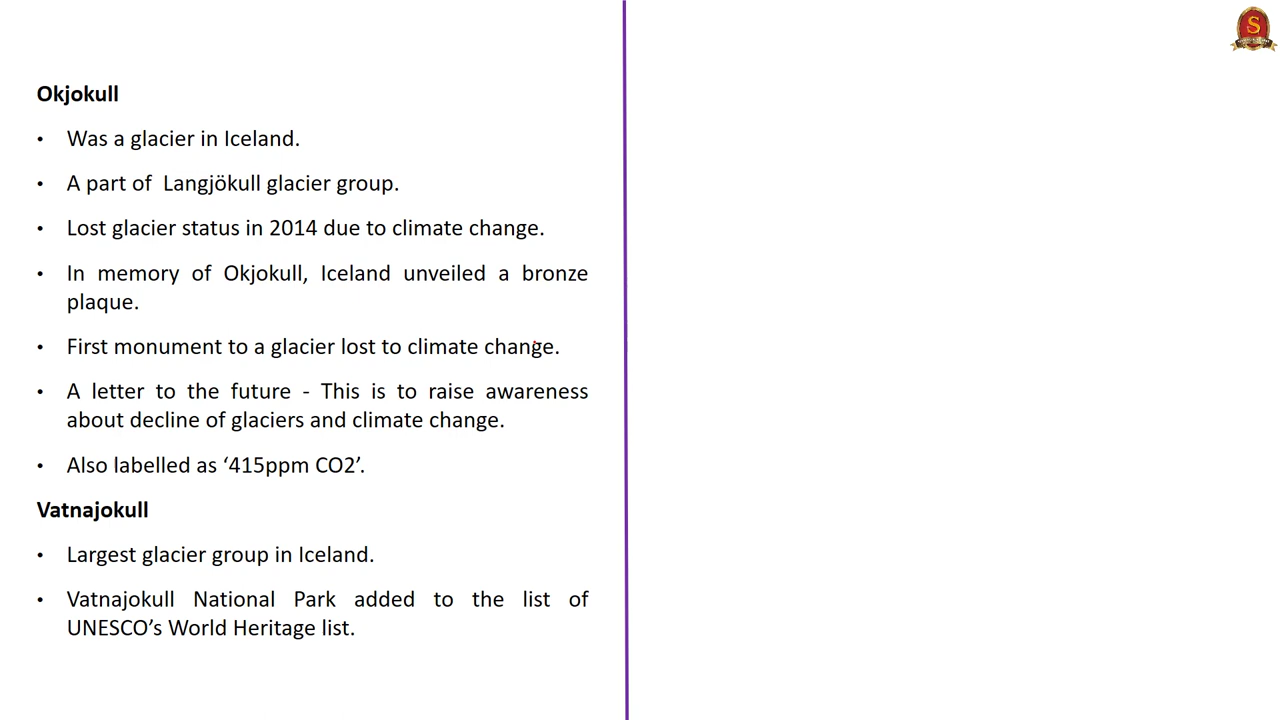 Okjokull
• Was a glacier in Iceland.
• A part of  Langjökull glacier group.
• Lost glacier status in 2014 due to climate change.
• In memory of Okjokull, Iceland unveiled a bronze
plaque.
• First monument to a glacier lost to climate change.
• A letter to the future - This is to raise awareness
about decline of glaciers and climate change.
• Also labelled as ‘415ppm CO2’.
Vatnajokull
• Largest glacier group in Iceland.
• Vatnajokull National Park added to the list of
UNESCO’s World Heritage list.
S